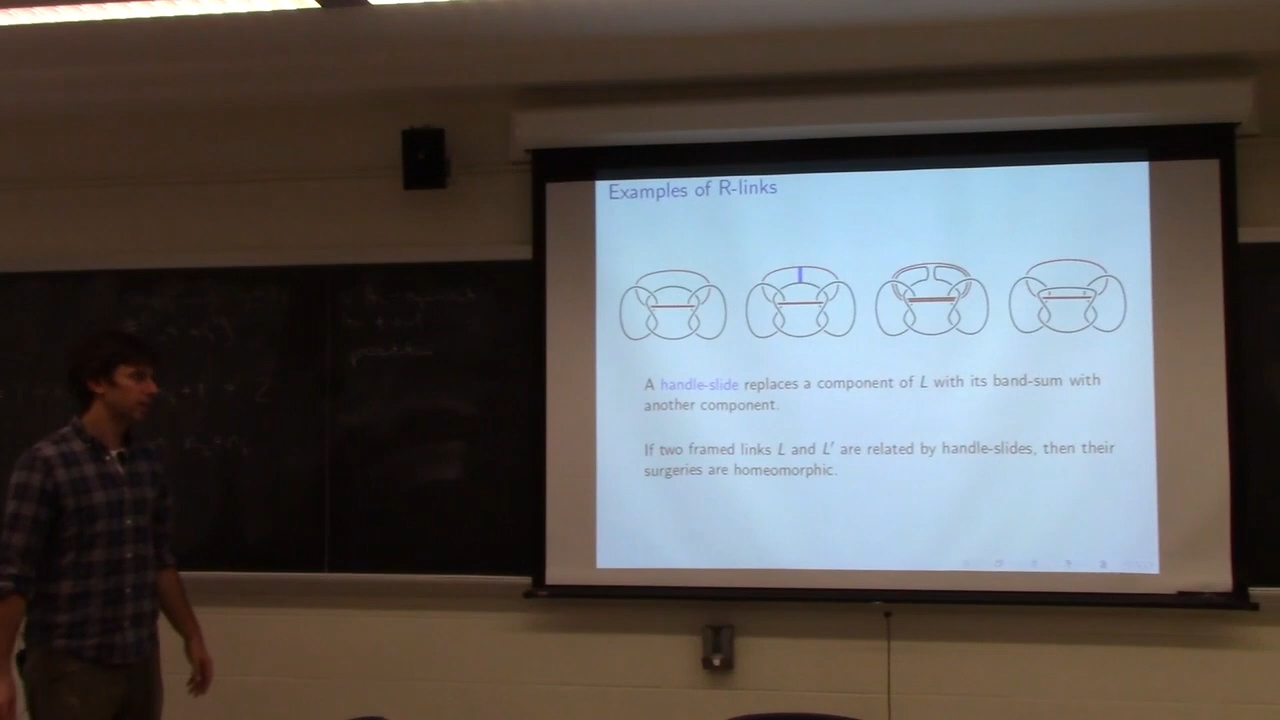 Examples of R-links
A handle-slide replaces a component of L with its band-sum with
another component.
If two framed links L and L′ are related by handle-slides, then their
surgeries are homeomorphic.